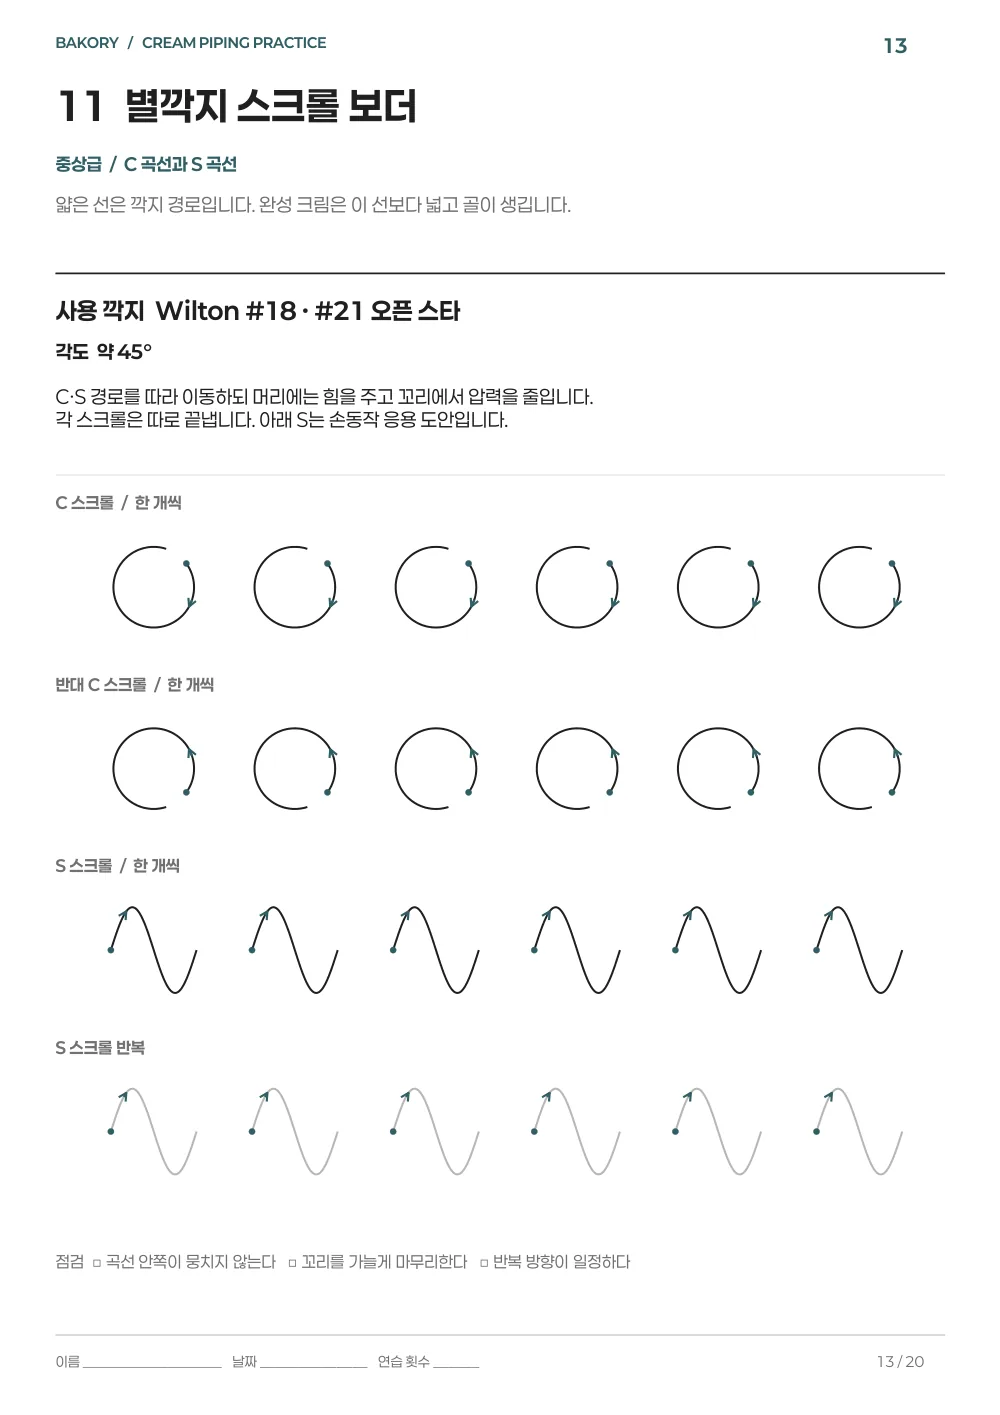 BAKORY / CREAM PIPING PRACTICE
13
11 별깍지 스크롤 보더
중상급 / C 곡선과 S 곡선
얇은 선은 깍지 경로입니다. 완성 크림은 이 선보다 넓고 골이 생깁니다.
사용 깍지 Wilton #18 · #21 오픈 스타
각도 약 45°
C·S 경로를 따라 이동하되 머리에는 힘을 주고 꼬리에서 압력을 줄입니다.
각 스크롤은 따로 끝냅니다. 아래 S는 손동작 응용 도안입니다.
C 스크롤 / 한 개씩
반대 C 스크롤 / 한 개씩
S 스크롤 / 한 개씩
S 스크롤 반복
점검 □ 곡선 안쪽이 뭉치지 않는다 □ 꼬리를 가늘게 마무리한다 □ 반복 방향이 일정하다
이름 __________________ 날짜 ______________ 연습 횟수 ______
13 / 20